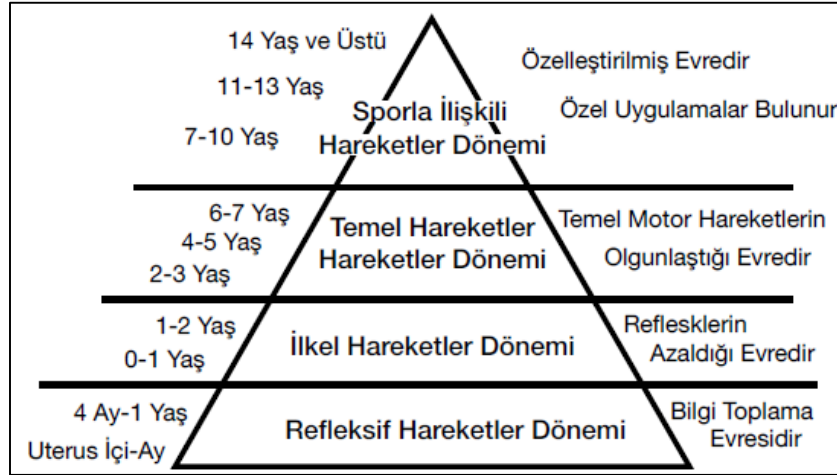 14 Yaş ve Üstü
11-13 Yaş
7-10 Yaş
Sporla İlişkili
Hareketler Dönemi
Özelleştirilmiş Evredir
Özel Uygulamalar Bulunur
6-7 Yaş
4-5 Yaş
2-3 Yaş
Temel Hareketler
Hareketler Dönemi
Temel Motor Hareketlerin
Olgunlaştığı Evredir
1-2 Yaş
0-1 Yaş
İlkel Hareketler Dönemi
Reflesklerin
Azaldığı Evredir
4 Ay-1 Yaş
Uterus İçi-Ay
Refleksif Hareketler Dönemi
Bilgi Toplama
Evresidir